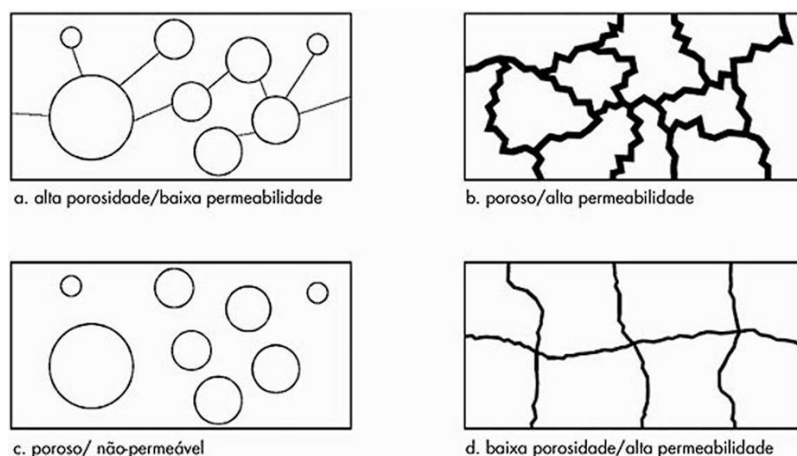 a. alta porosidade/baixa permeabilidade
b. poroso/alta permeabilidade
c. poroso/ não-permeável
d. baixa porosidade/alta permeabilidade